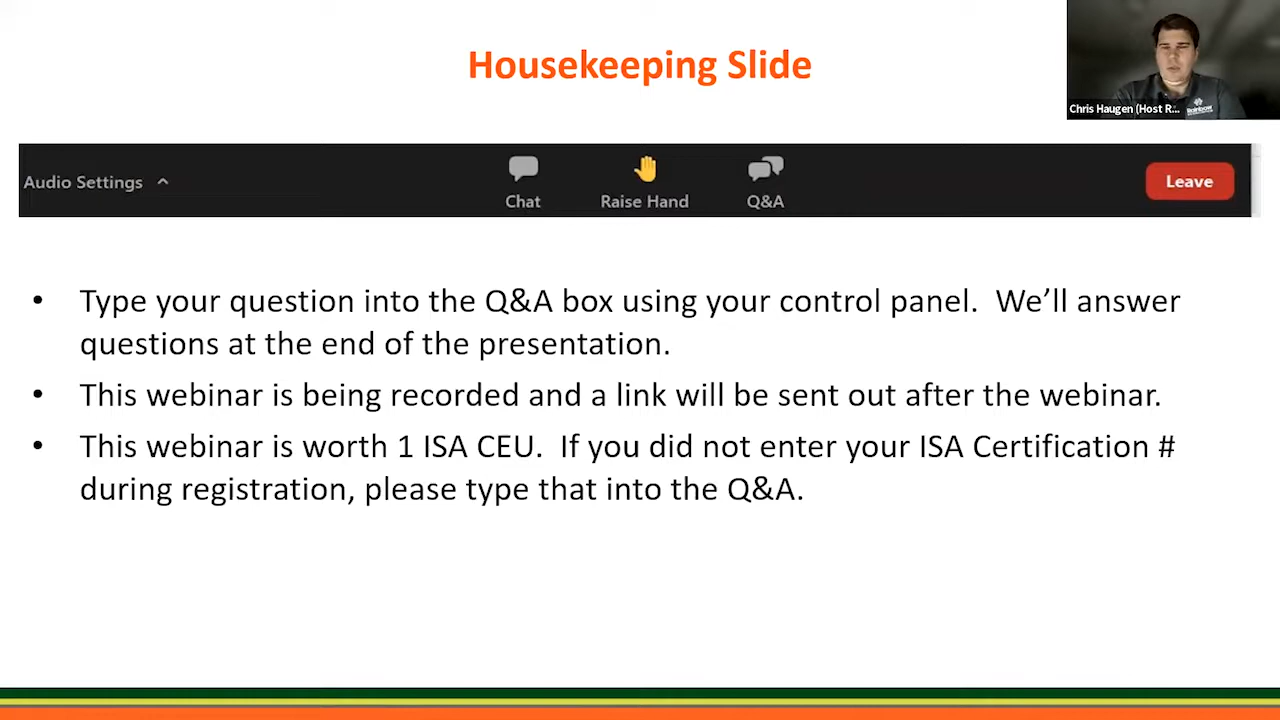 Housekeeping Slide
Chris Haugen (Host R...
Rainbow
Audio Settings
Chat
Raise Hand
Q&A
Leave
• Type your question into the Q&A box using your control panel.  We’ll answer
questions at the end of the presentation.
• This webinar is being recorded and a link will be sent out after the webinar.
• This webinar is worth 1 ISA CEU.  If you did not enter your ISA Certification #
during registration, please type that into the Q&A.